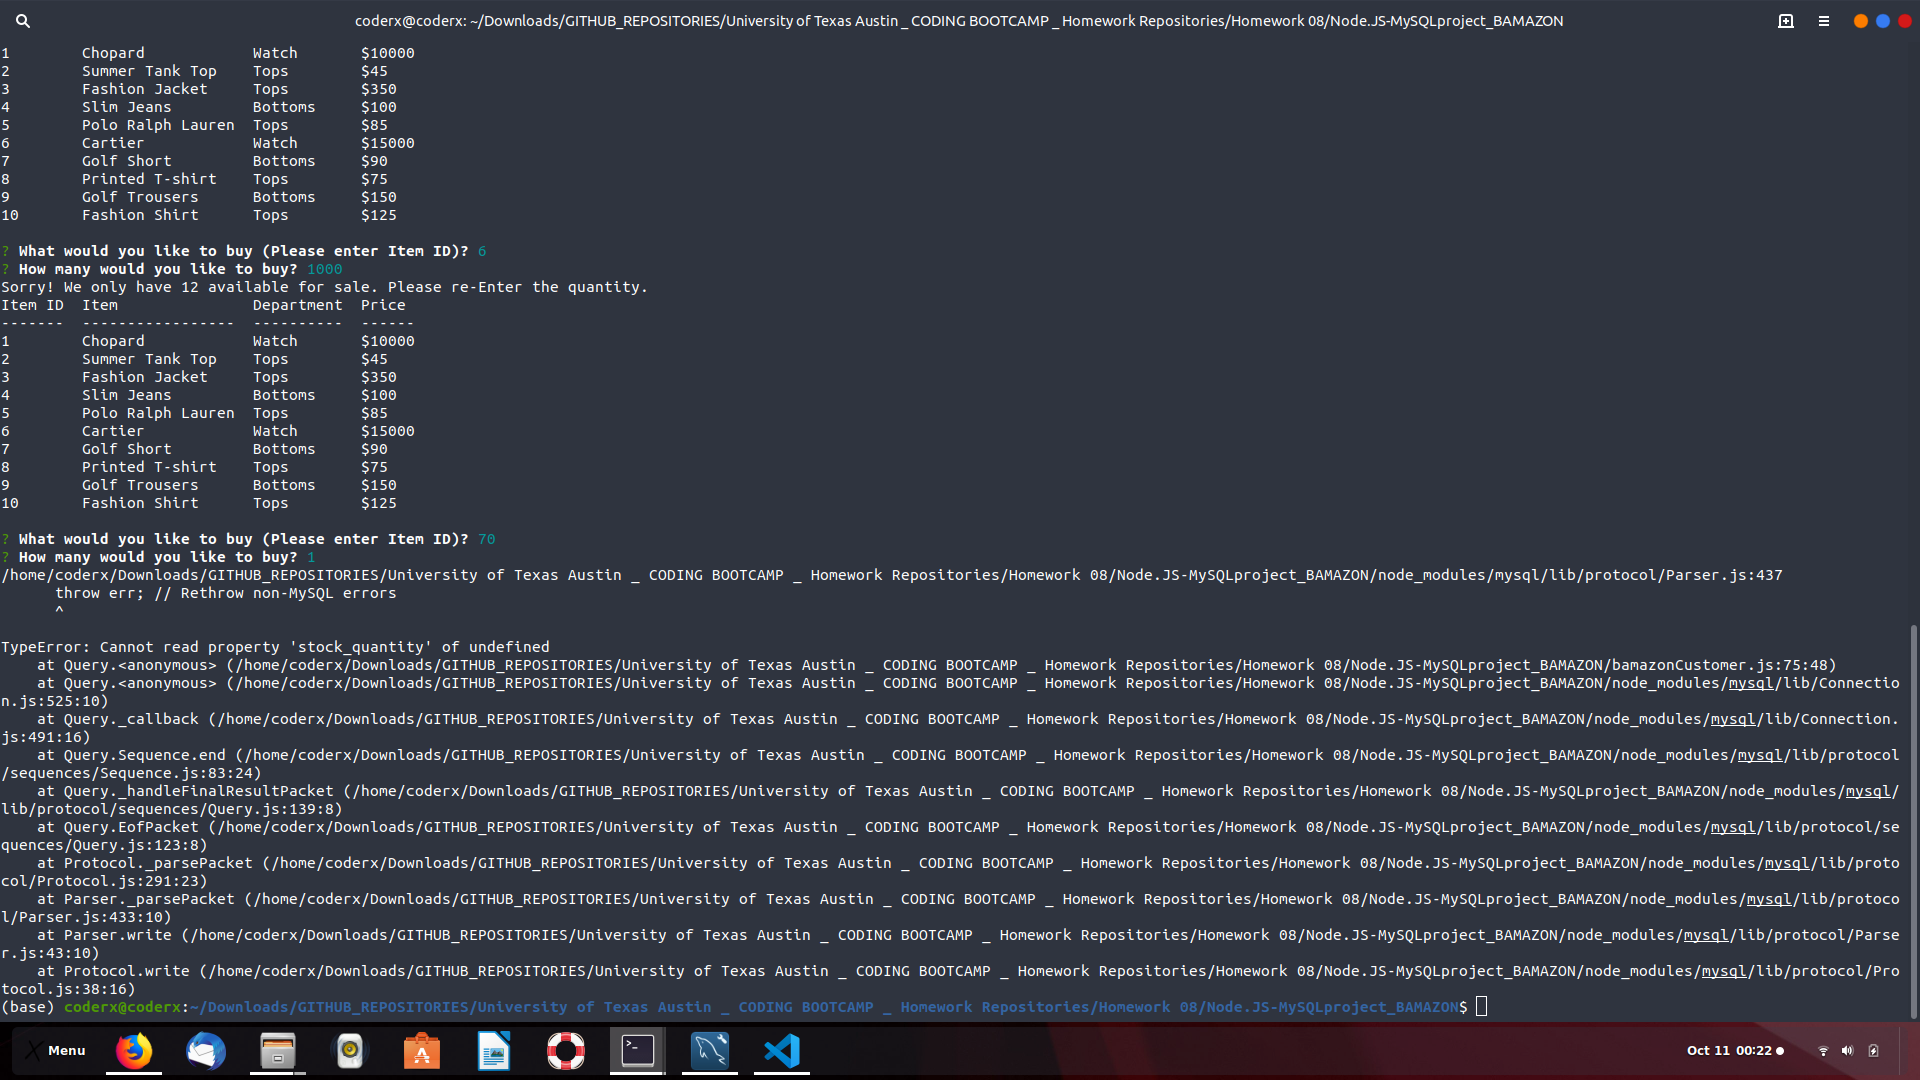 coderx@coderx: ~/Downloads/GITHUB_REPOSITORIES/University of Texas Austin _ CODING BOOTCAMP _ Homework Repositories/Homework 08/Node.JS-MySQLproject_BAMAZON
1        Chopard            Watch       $10000
2        Summer Tank Top    Tops        $45
3        Fashion Jacket     Tops        $350
4        Slim Jeans         Bottoms     $100
5        Polo Ralph Lauren  Tops        $85
6        Cartier            Watch       $15000
7        Golf Short         Bottoms     $90
8        Printed T-shirt    Tops        $75
9        Golf Trousers      Bottoms     $150
10       Fashion Shirt      Tops        $125
? What would you like to buy (Please enter Item ID)? 6
? How many would you like to buy? 1000
Sorry! We only have 12 available for sale. Please re-Enter the quantity.
Item ID  Item               Department  Price
-------  -----------------  ----------  ------
1        Chopard            Watch       $10000
2        Summer Tank Top    Tops        $45
3        Fashion Jacket     Tops        $350
4        Slim Jeans         Bottoms     $100
5        Polo Ralph Lauren  Tops        $85
6        Cartier            Watch       $15000
7        Golf Short         Bottoms     $90
8        Printed T-shirt    Tops        $75
9        Golf Trousers      Bottoms     $150
10       Fashion Shirt      Tops        $125
? What would you like to buy (Please enter Item ID)? 70
? How many would you like to buy? 1
/home/coderx/Downloads/GITHUB_REPOSITORIES/University of Texas Austin _ CODING BOOTCAMP _ Homework Repositories/Homework 08/Node.JS-MySQLproject_BAMAZON/node_modules/mysql/lib/protocol/Parser.js:437
      throw err; // Rethrow non-MySQL errors
      ^
TypeError: Cannot read property 'stock_quantity' of undefined
    at Query.<anonymous> (/home/coderx/Downloads/GITHUB_REPOSITORIES/University of Texas Austin _ CODING BOOTCAMP _ Homework Repositories/Homework 08/Node.JS-MySQLproject_BAMAZON/bamazonCustomer.js:75:48)
    at Query.<anonymous> (/home/coderx/Downloads/GITHUB_REPOSITORIES/University of Texas Austin _ CODING BOOTCAMP _ Homework Repositories/Homework 08/Node.JS-MySQLproject_BAMAZON/node_modules/mysql/lib/Connectio
n.js:525:10)
    at Query._callback (/home/coderx/Downloads/GITHUB_REPOSITORIES/University of Texas Austin _ CODING BOOTCAMP _ Homework Repositories/Homework 08/Node.JS-MySQLproject_BAMAZON/node_modules/mysql/lib/Connection.
js:491:16)
    at Query.Sequence.end (/home/coderx/Downloads/GITHUB_REPOSITORIES/University of Texas Austin _ CODING BOOTCAMP _ Homework Repositories/Homework 08/Node.JS-MySQLproject_BAMAZON/node_modules/mysql/lib/protocol
/sequences/Sequence.js:83:24)
    at Query._handleFinalResultPacket (/home/coderx/Downloads/GITHUB_REPOSITORIES/University of Texas Austin _ CODING BOOTCAMP _ Homework Repositories/Homework 08/Node.JS-MySQLproject_BAMAZON/node_modules/mysql/
lib/protocol/sequences/Query.js:139:8)
    at Query.EofPacket (/home/coderx/Downloads/GITHUB_REPOSITORIES/University of Texas Austin _ CODING BOOTCAMP _ Homework Repositories/Homework 08/Node.JS-MySQLproject_BAMAZON/node_modules/mysql/lib/protocol/se
quences/Query.js:123:8)
    at Protocol._parsePacket (/home/coderx/Downloads/GITHUB_REPOSITORIES/University of Texas Austin _ CODING BOOTCAMP _ Homework Repositories/Homework 08/Node.JS-MySQLproject_BAMAZON/node_modules/mysql/lib/proto
col/Protocol.js:291:23)
    at Parser._parsePacket (/home/coderx/Downloads/GITHUB_REPOSITORIES/University of Texas Austin _ CODING BOOTCAMP _ Homework Repositories/Homework 08/Node.JS-MySQLproject_BAMAZON/node_modules/mysql/lib/protoco
l/Parser.js:433:10)
    at Parser.write (/home/coderx/Downloads/GITHUB_REPOSITORIES/University of Texas Austin _ CODING BOOTCAMP _ Homework Repositories/Homework 08/Node.JS-MySQLproject_BAMAZON/node_modules/mysql/lib/protocol/Parse
r.js:43:10)
    at Protocol.write (/home/coderx/Downloads/GITHUB_REPOSITORIES/University of Texas Austin _ CODING BOOTCAMP _ Homework Repositories/Homework 08/Node.JS-MySQLproject_BAMAZON/node_modules/mysql/lib/protocol/Pro
tocol.js:38:16)
(base) coderx@coderx:~/Downloads/GITHUB_REPOSITORIES/University of Texas Austin _ CODING BOOTCAMP _ Homework Repositories/Homework 08/Node.JS-MySQLproject_BAMAZON$
Menu
Oct 11 00:22